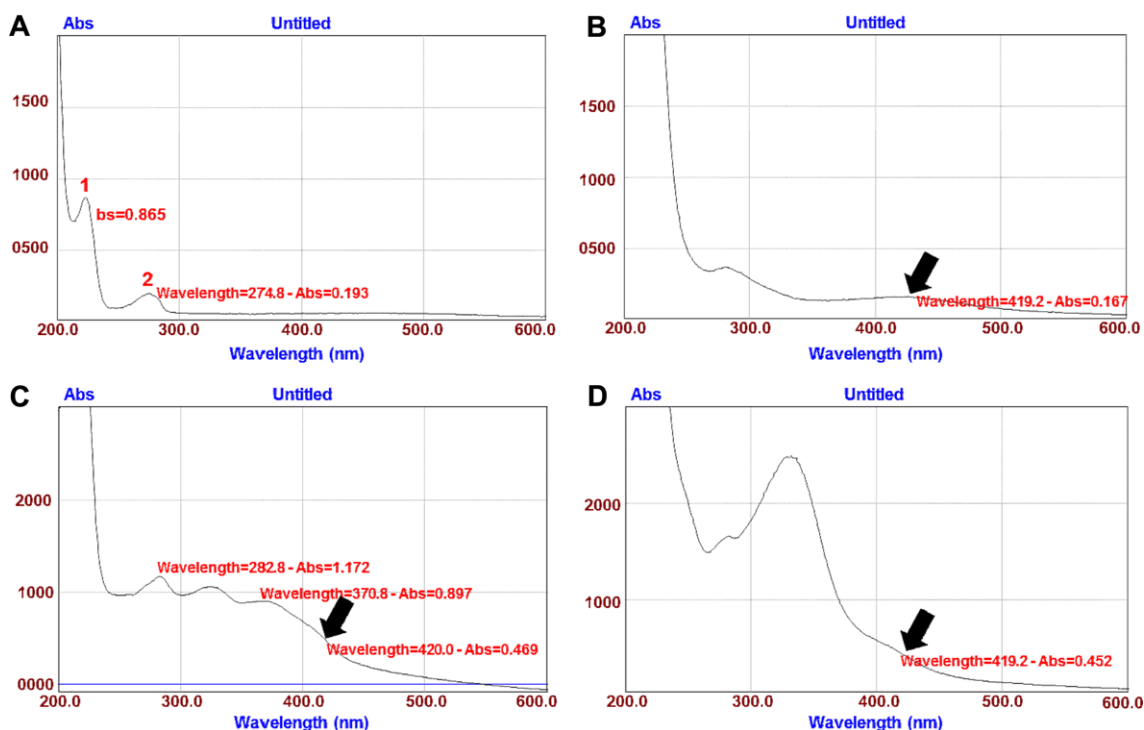 A
Abs
Untitled
1500
1000
0500
1
bs=0.865
2
Wavelength=274.8 - Abs=0.193
200.0 300.0 400.0 500.0 600.0
Wavelength (nm)
B
Abs
Untitled
1500
1000
0500
Wavelength=419.2 - Abs=0.167
200.0 300.0 400.0 500.0 600.0
Wavelength (nm)
C
Abs
Untitled
2000
1000
0000
Wavelength=282.8 - Abs=1.172
Wavelength=370.8 - Abs=0.897
Wavelength=420.0 - Abs=0.469
200.0 300.0 400.0 500.0 600.0
Wavelength (nm)
D
Abs
Untitled
2000
1000
Wavelength=419.2 - Abs=0.452
200.0 300.0 400.0 500.0 600.0
Wavelength (nm)